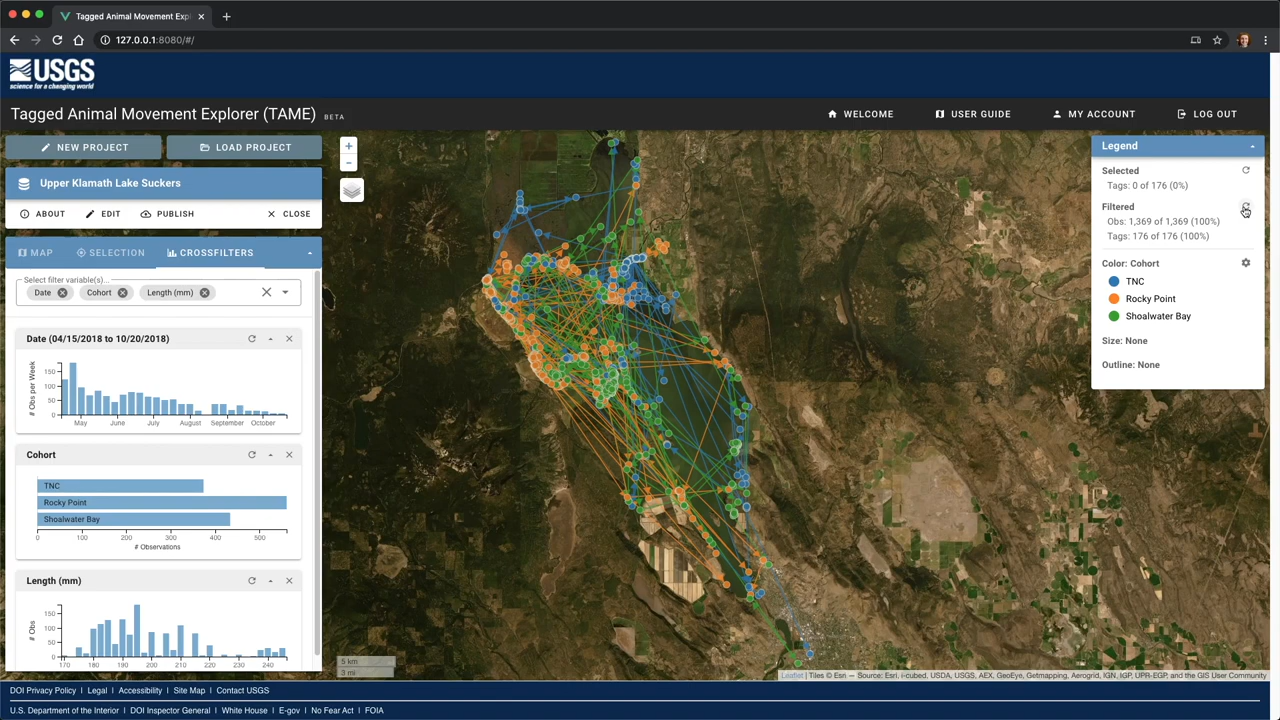 Tagged Animal Movement Expl
127.0.0.1:8080/#/
USGS
science for a changing world
Tagged Animal Movement Explorer (TAME) BETA
WELCOME
USER GUIDE
MY ACCOUNT
LOG OUT
NEW PROJECT
LOAD PROJECT
Upper Klamath Lake Suckers
ABOUT
EDIT
PUBLISH
CLOSE
MAP
SELECTION
CROSSFILTERS
Select filter variable(s)...
Date
Cohort
Length (mm)
Date (04/15/2018 to 10/20/2018)
# Obs per Week
150
100
50
0
May June July August September October
Cohort
TNC
Rocky Point
Shoalwater Bay
0 100 200 300 400 500
# Observations
Length (mm)
# Obs
150
100
50
0
170 180 190 200 210 220 230 240
+
−
5 km
3 mi
Legend
Selected
Tags: 0 of 176 (0%)
Filtered
Obs: 1,369 of 1,369 (100%)
Tags: 176 of 176 (100%)
Color: Cohort
TNC
Rocky Point
Shoalwater Bay
Size: None
Outline: None
Leaflet | Tiles © Esri — Source: Esri, i-cubed, USDA, USGS, AEX, GeoEye, Getmapping, Aerogrid, IGN, IGP, UPR-EGP, and the GIS User Community
DOI Privacy Policy | Legal | Accessibility | Site Map | Contact USGS
U.S. Department of the Interior | DOI Inspector General | White House | E-gov | No Fear Act | FOIA